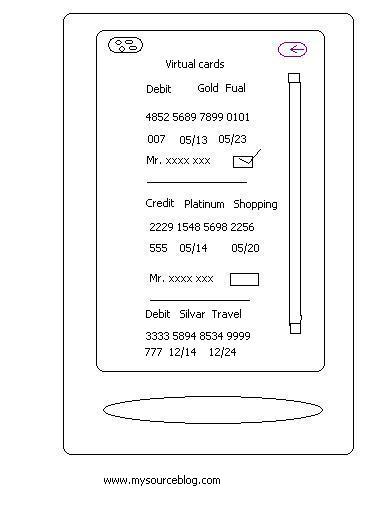 Virtual cards
Debit Gold Fual
4852 5689 7899 0101
007 05/13 05/23
Mr. xxxx xxx
Credit Platinum Shopping
2229 1548 5698 2256
555 05/14 05/20
Mr. xxxx xxx
Debit Silvar Travel
3333 5894 8534 9999
777 12/14 12/24
www.mysourceblog.com